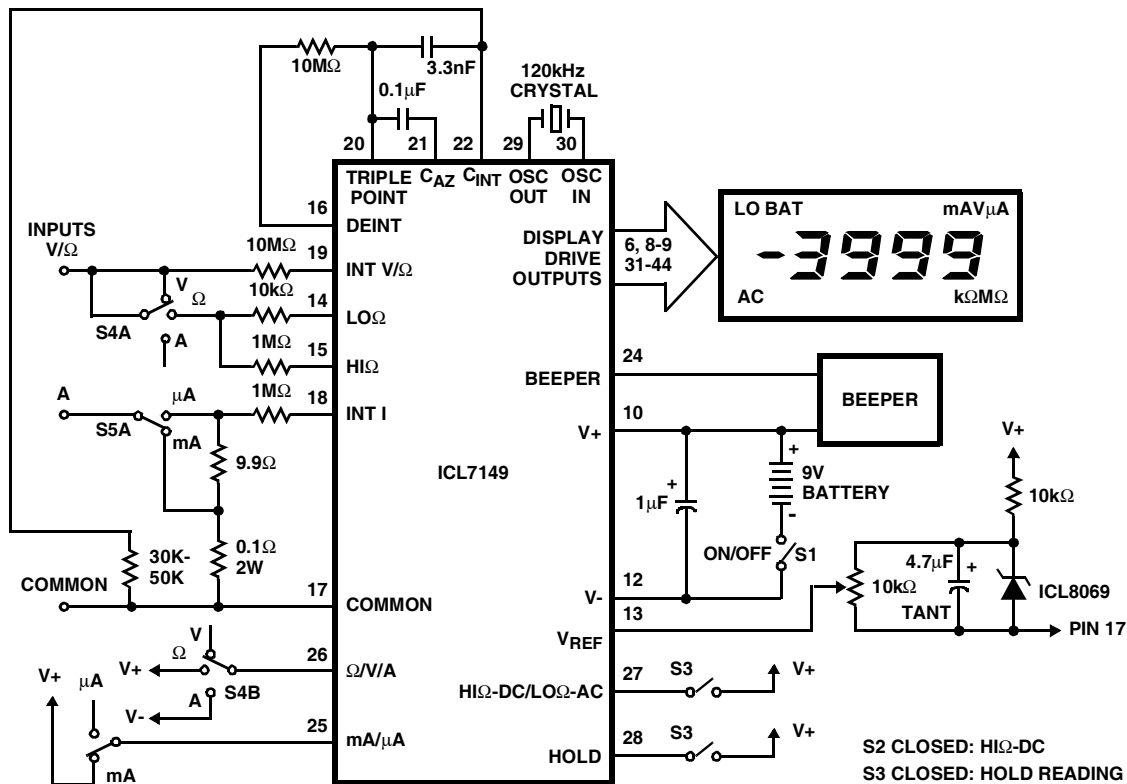 10MΩ
3.3nF
0.1μF
120kHz
CRYSTAL
20
21
22
29
30
TRIPLE
POINT
CAZ
CINT
OSC
OUT
OSC
IN
16
DEINT
INPUTS
V/Ω
10MΩ
19
INT V/Ω
10kΩ
14
LOΩ
V
Ω
S4A
A
1MΩ
15
HIΩ
1MΩ
18
INT I
A
μA
S5A
mA
9.9Ω
0.1Ω
2W
30K-
50K
COMMON
17
COMMON
V
Ω
V+
26
Ω/V/A
A
S4B
V-
V+
μA
25
mA/μA
mA
ICL7149
DISPLAY
DRIVE
OUTPUTS
6, 8-9
31-44
LO BAT
mAVμA
-3999
AC
kΩMΩ
24
BEEPER
BEEPER
10
V+
+
1μF
+
9V
BATTERY
-
ON/OFF
S1
12
V-
13
VREF
V+
10kΩ
4.7μF
+
10kΩ
TANT
ICL8069
PIN 17
27
HIΩ-DC/LOΩ-AC
S3
V+
28
HOLD
S3
V+
S2 CLOSED: HIΩ-DC
S3 CLOSED: HOLD READING